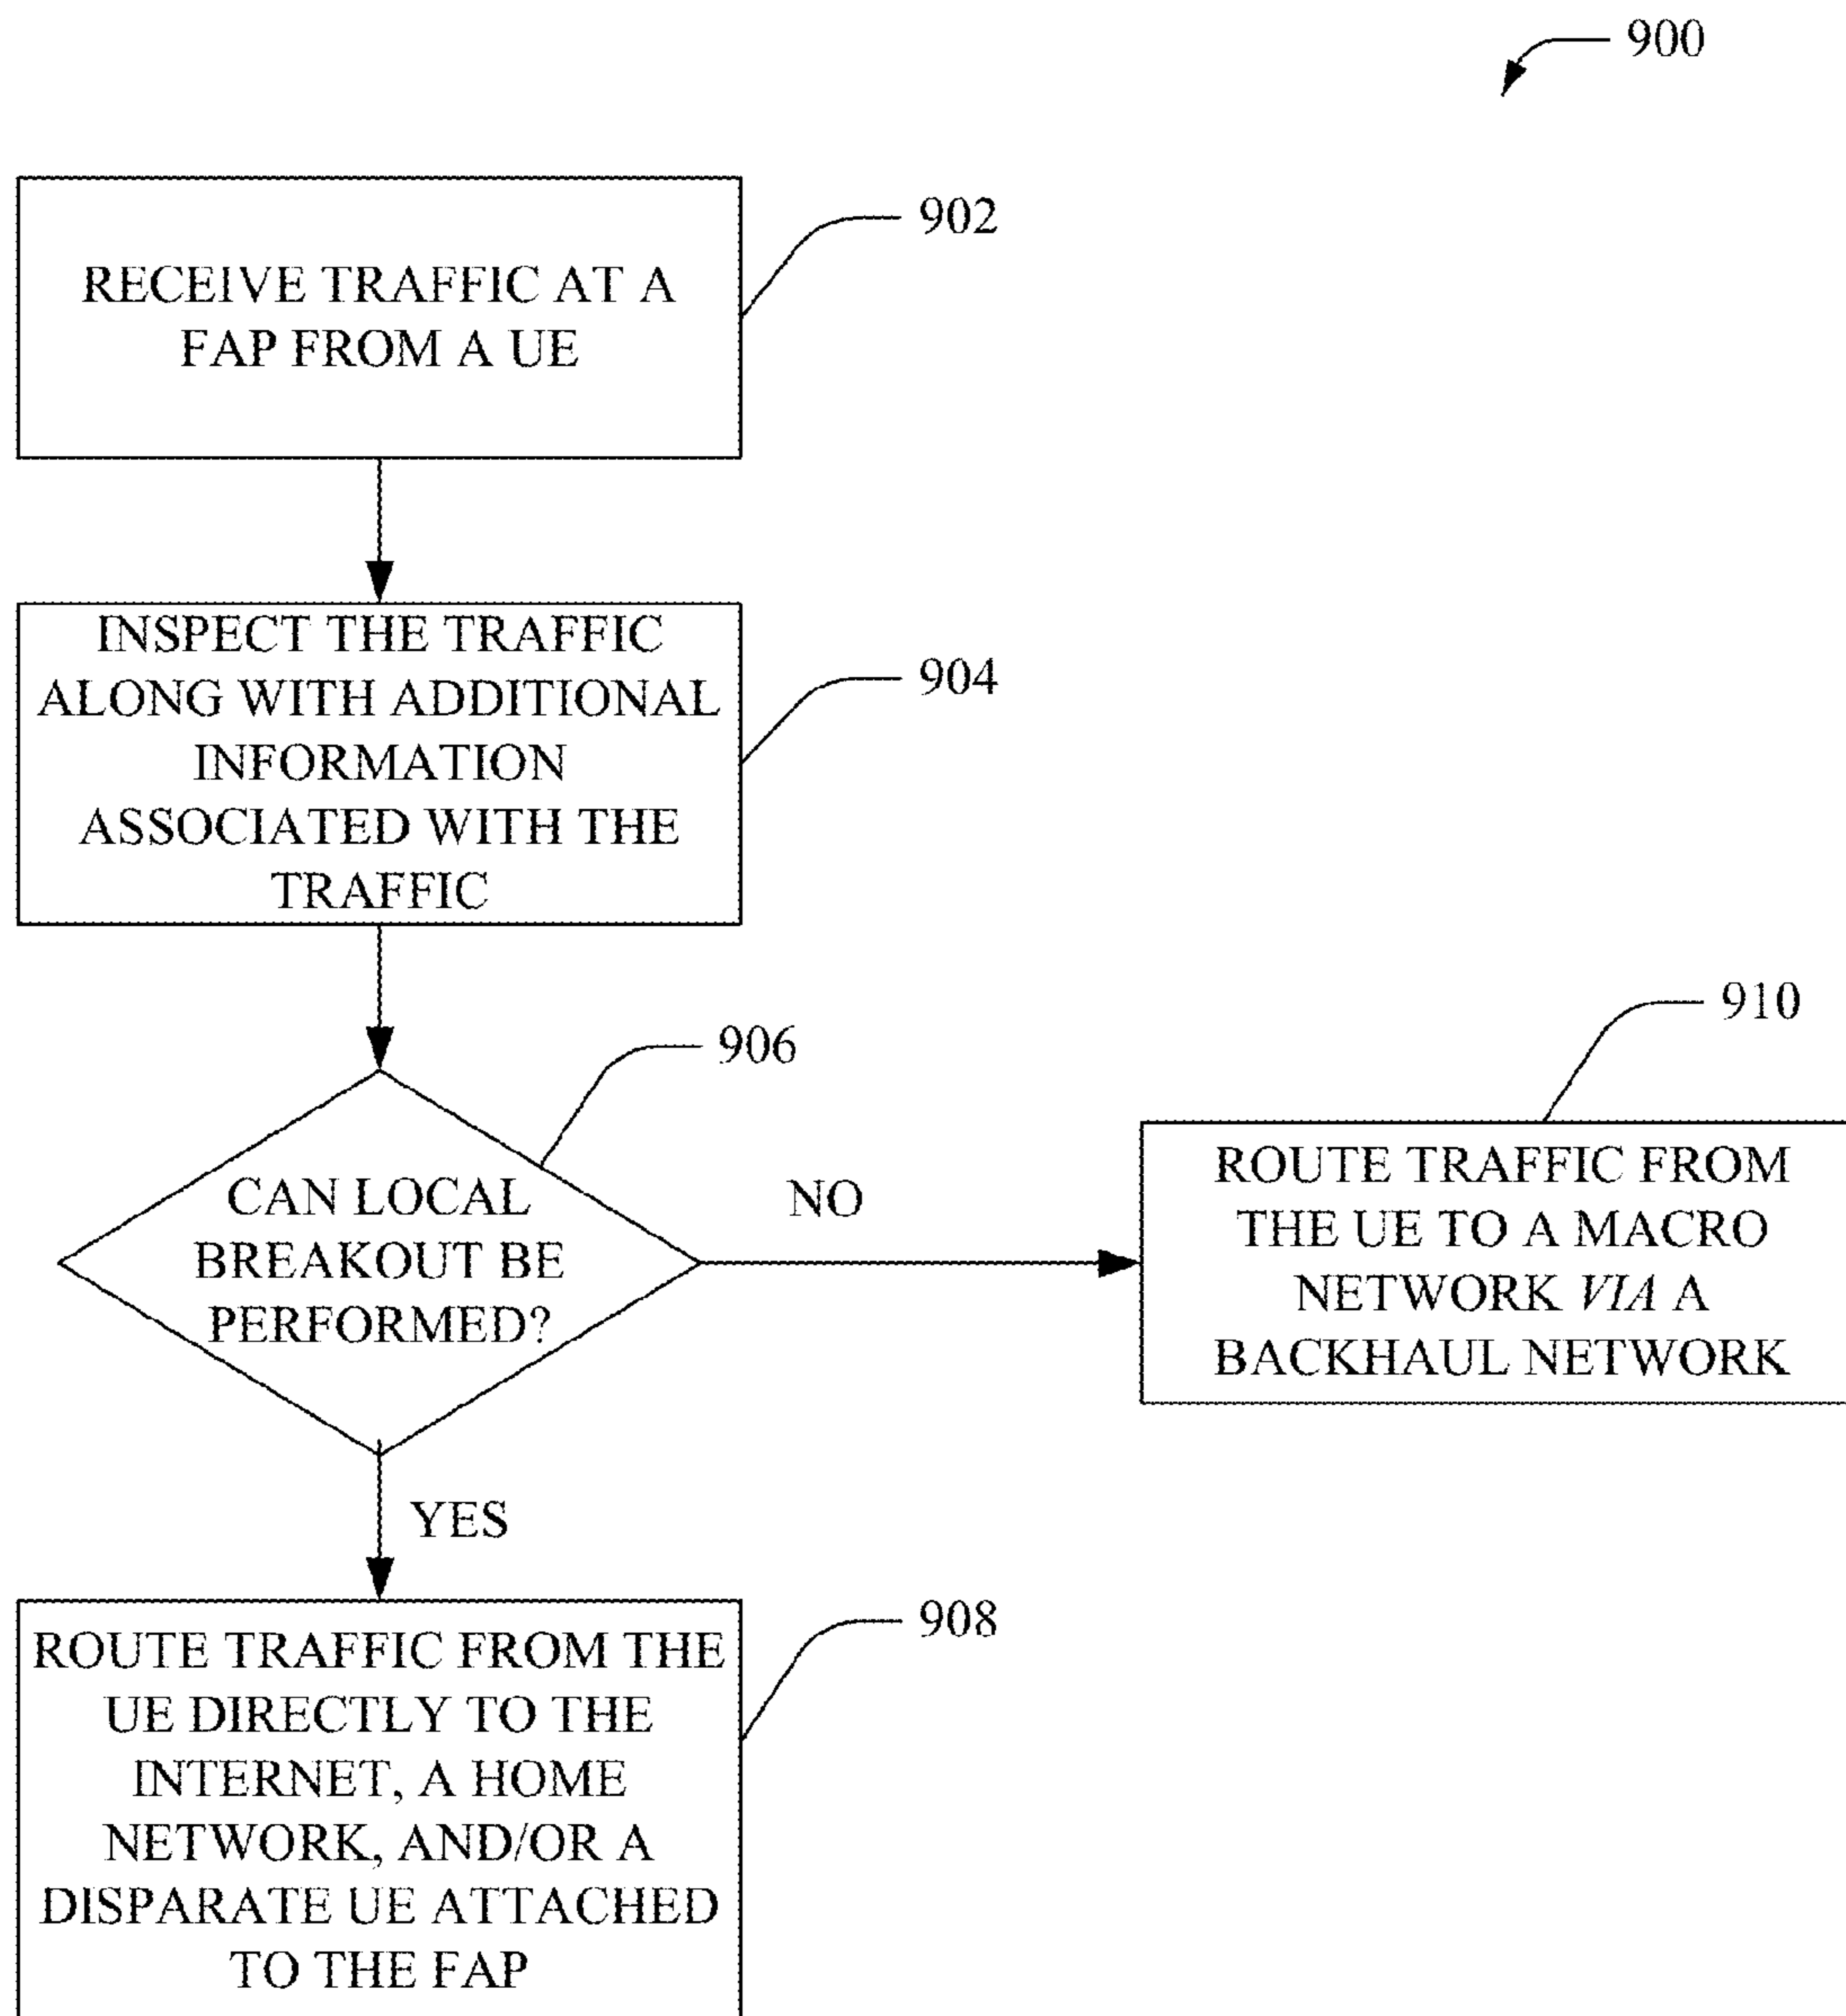 900
RECEIVE TRAFFIC AT A
FAP FROM A UE
902
INSPECT THE TRAFFIC
ALONG WITH ADDITIONAL
INFORMATION
ASSOCIATED WITH THE
TRAFFIC
904
906
CAN LOCAL
BREAKOUT BE
PERFORMED?
NO
910
ROUTE TRAFFIC FROM
THE UE TO A MACRO
NETWORK VIA A
BACKHAUL NETWORK
YES
908
ROUTE TRAFFIC FROM THE
UE DIRECTLY TO THE
INTERNET, A HOME
NETWORK, AND/OR A
DISPARATE UE ATTACHED
TO THE FAP